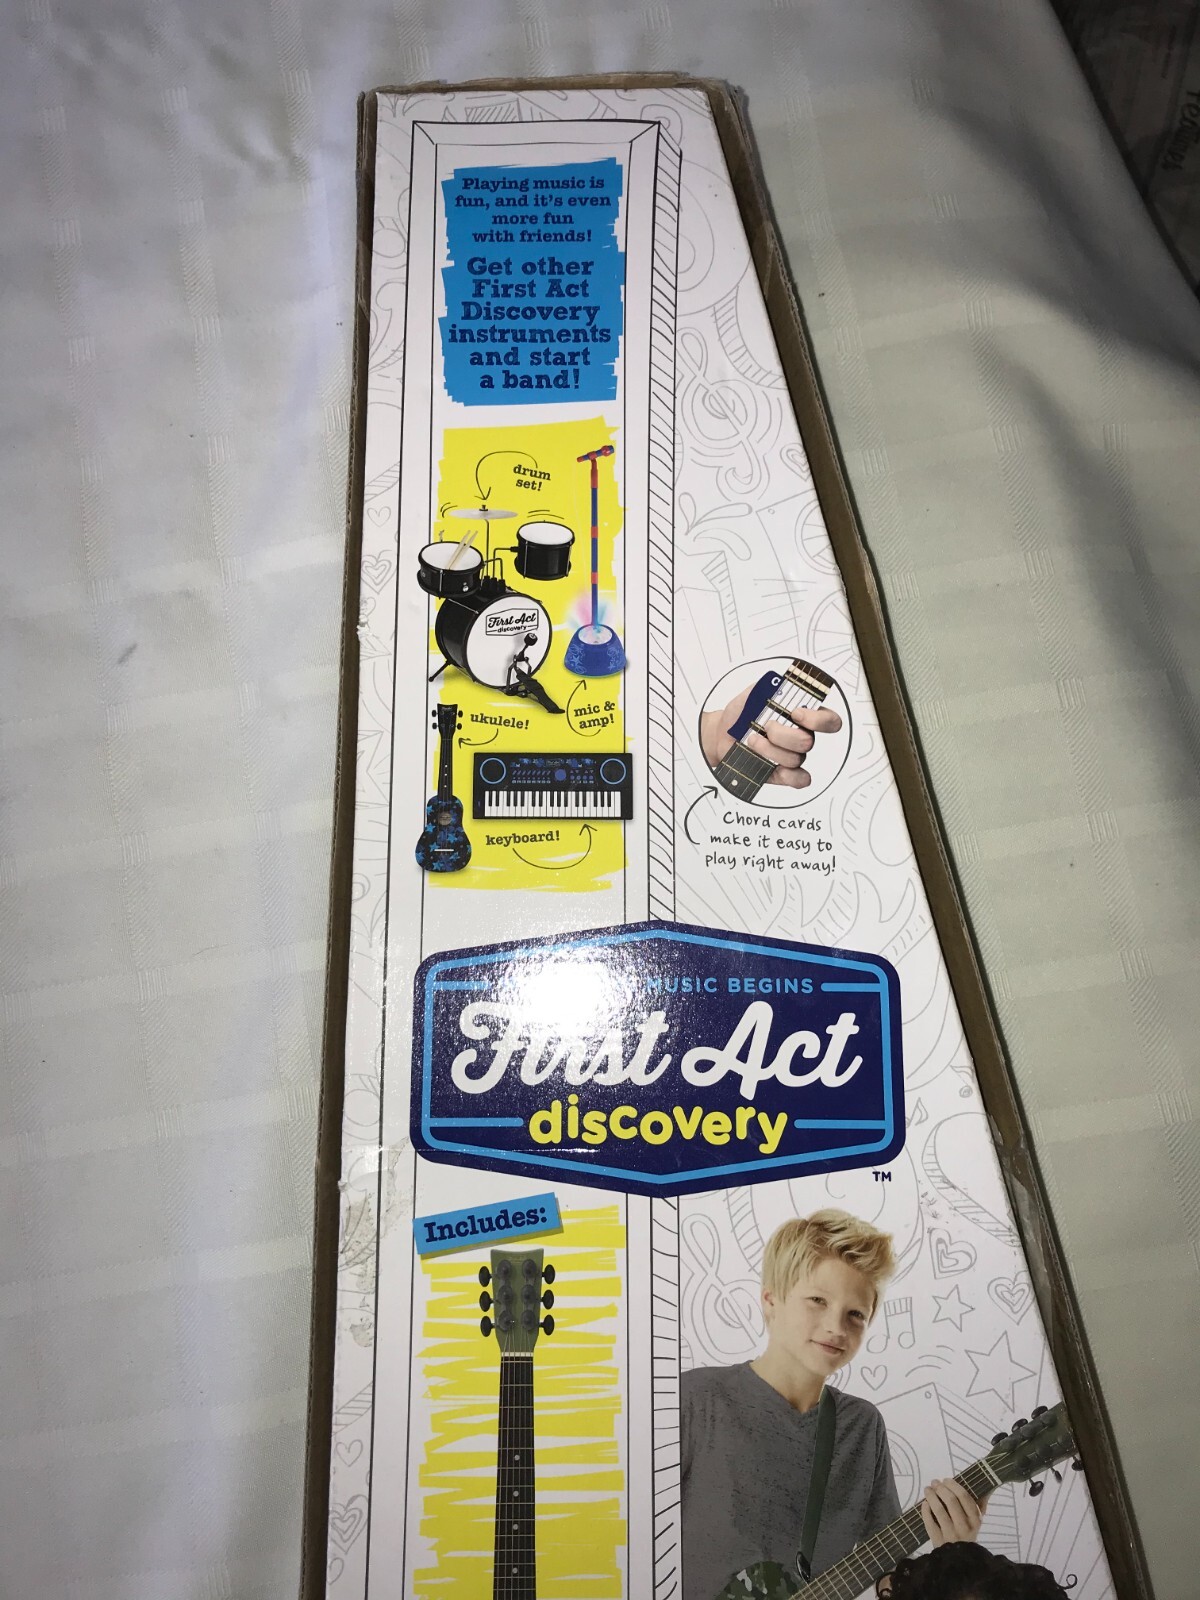 Playing music is
fun, and it's even
more fun
with friends!
Get other
First Act
Discovery
instruments
and start
a band!
drum
set!
First Act
discovery
mic &
amp!
ukulele!
keyboard!
C
Chord cards
make it easy to
play right away!
MUSIC BEGINS
First Act
discovery
TM
Includes: